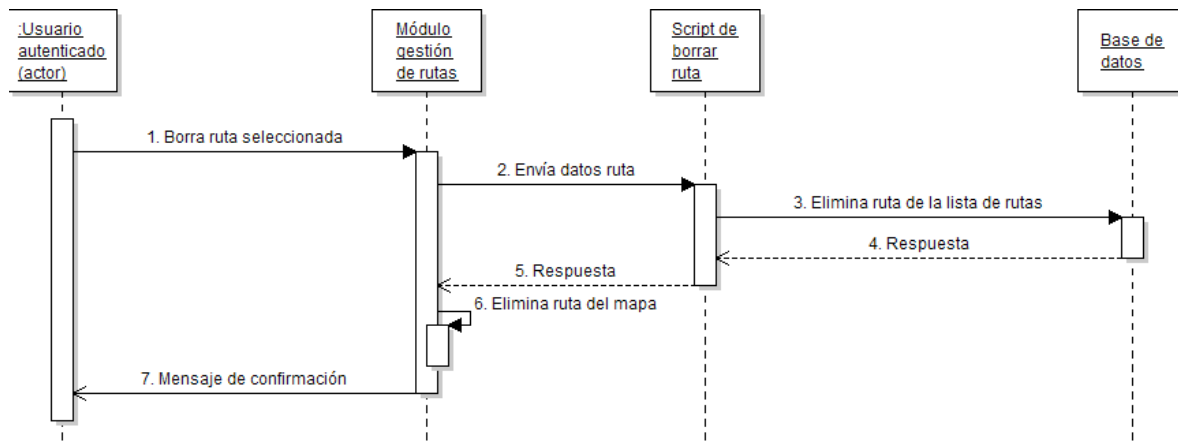 :Usuario
autenticado
(actor)
Módulo
gestión
de rutas
Script de
borrar
ruta
Base de
datos
1. Borra ruta seleccionada
2. Envía datos ruta
3. Elimina ruta de la lista de rutas
4. Respuesta
5. Respuesta
6. Elimina ruta del mapa
7. Mensaje de confirmación